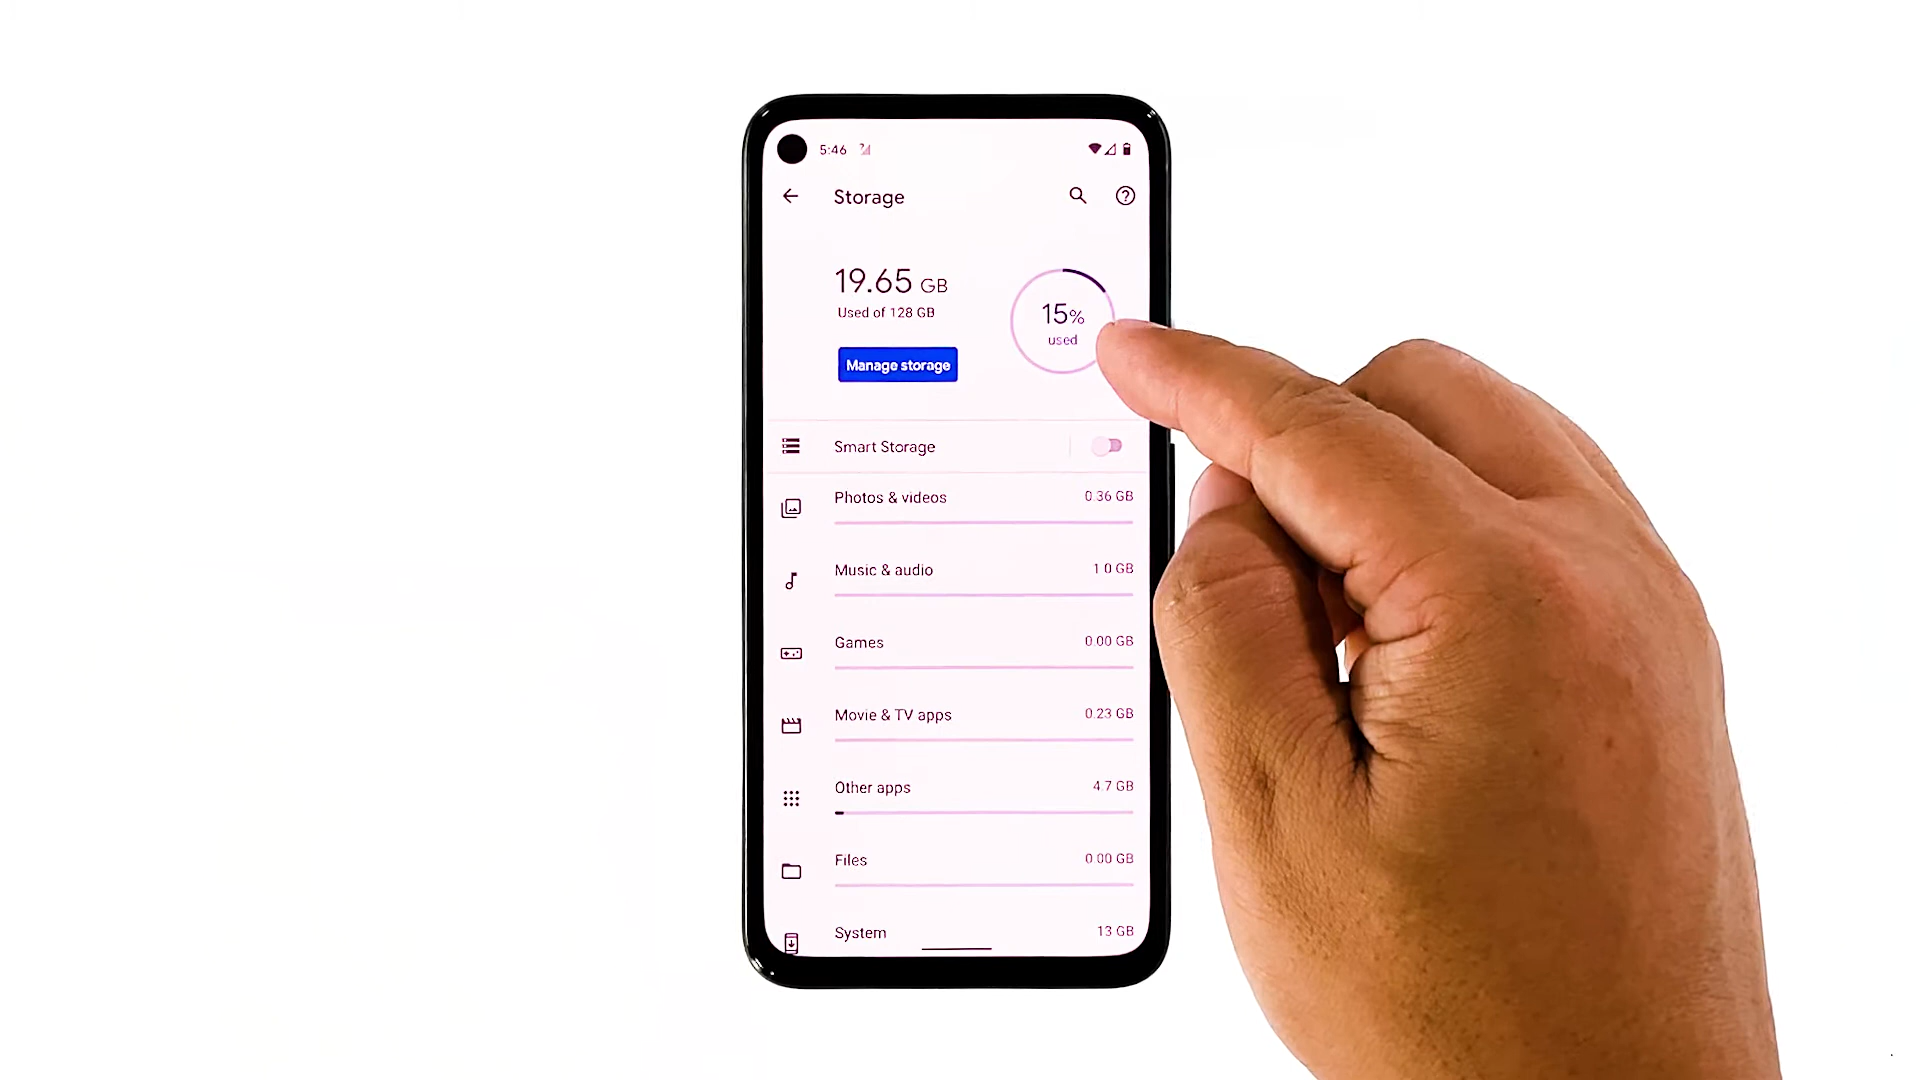 5:46
Storage
19.65 GB
Used of 128 GB
15%
used
Manage storage
Smart Storage
Photos & videos
0.36 GB
Music & audio
1.0 GB
Games
0.00 GB
Movie & TV apps
0.23 GB
Other apps
4.7 GB
Files
0.00 GB
System
13 GB